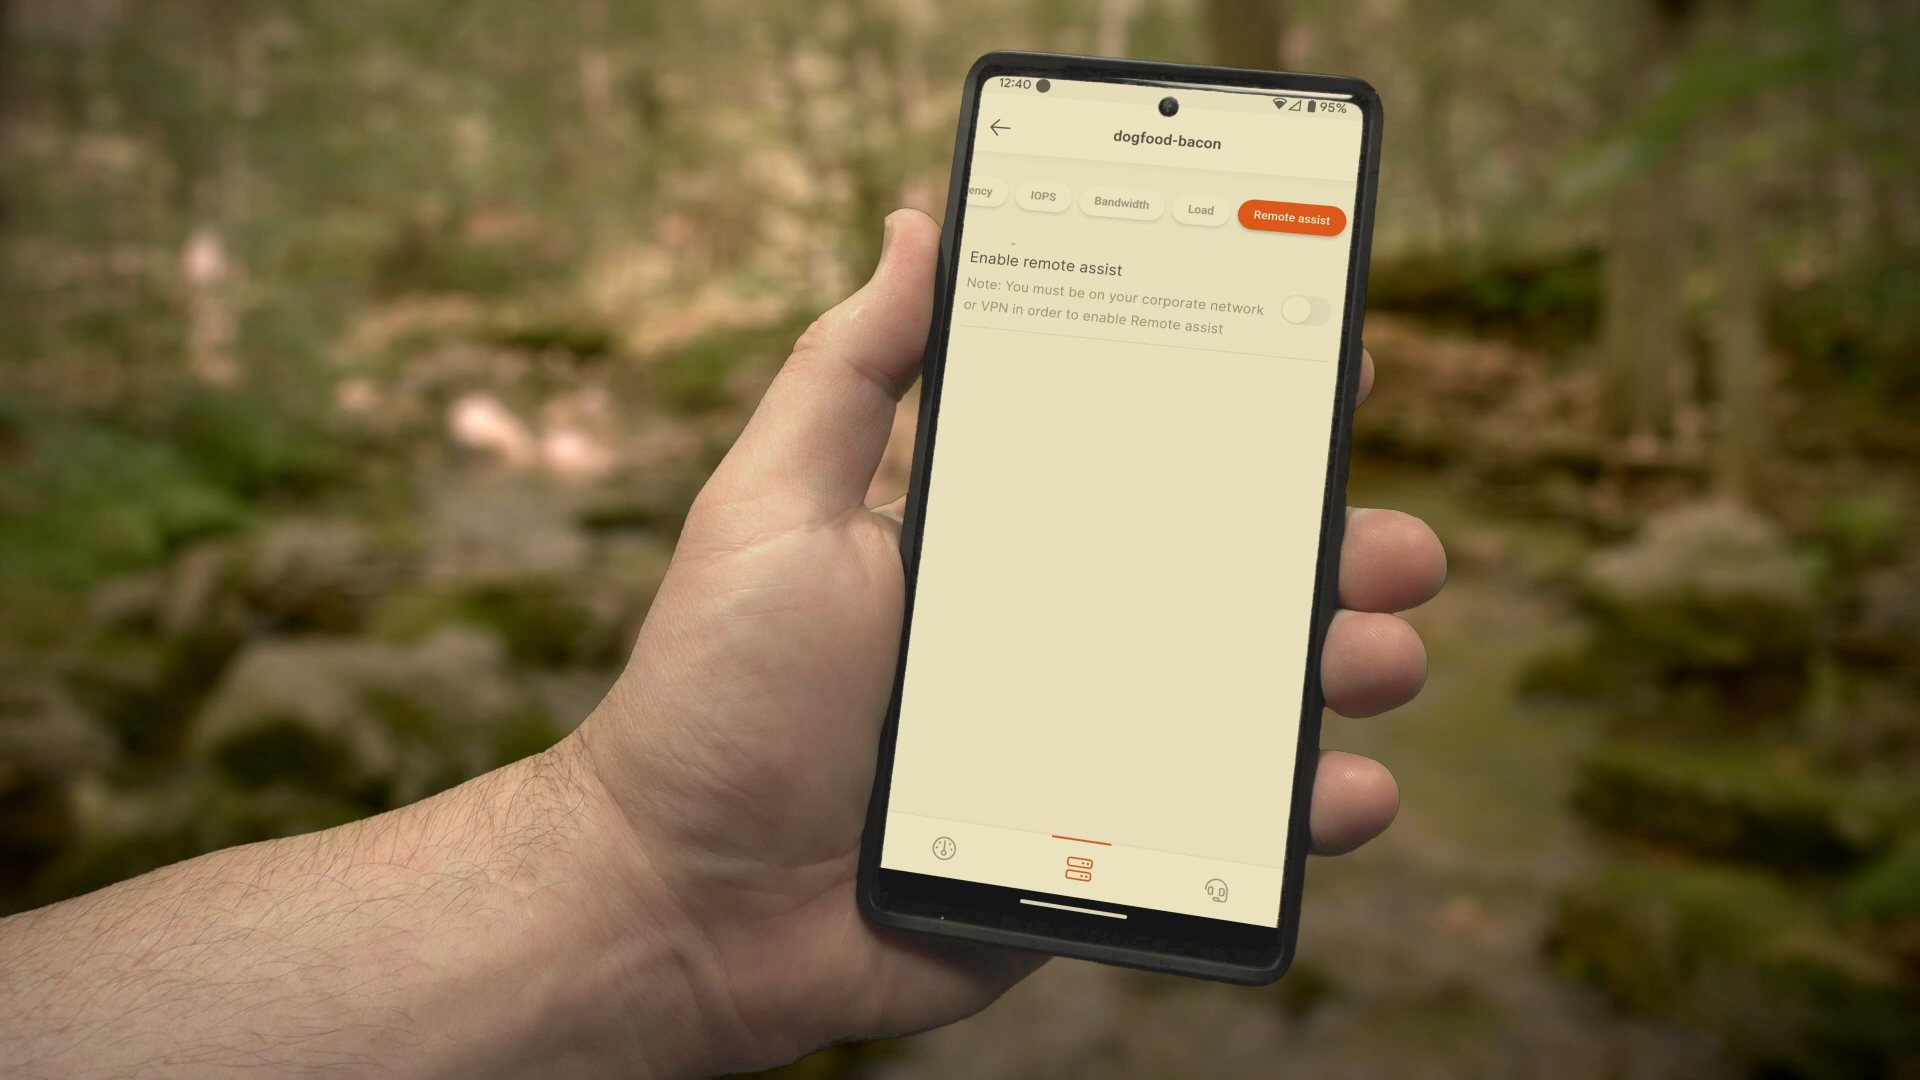 12:40
95%
dogfood-bacon
ency IOPS Bandwidth Load Remote assist
Enable remote assist
Note: You must be on your corporate network
or VPN in order to enable Remote assist